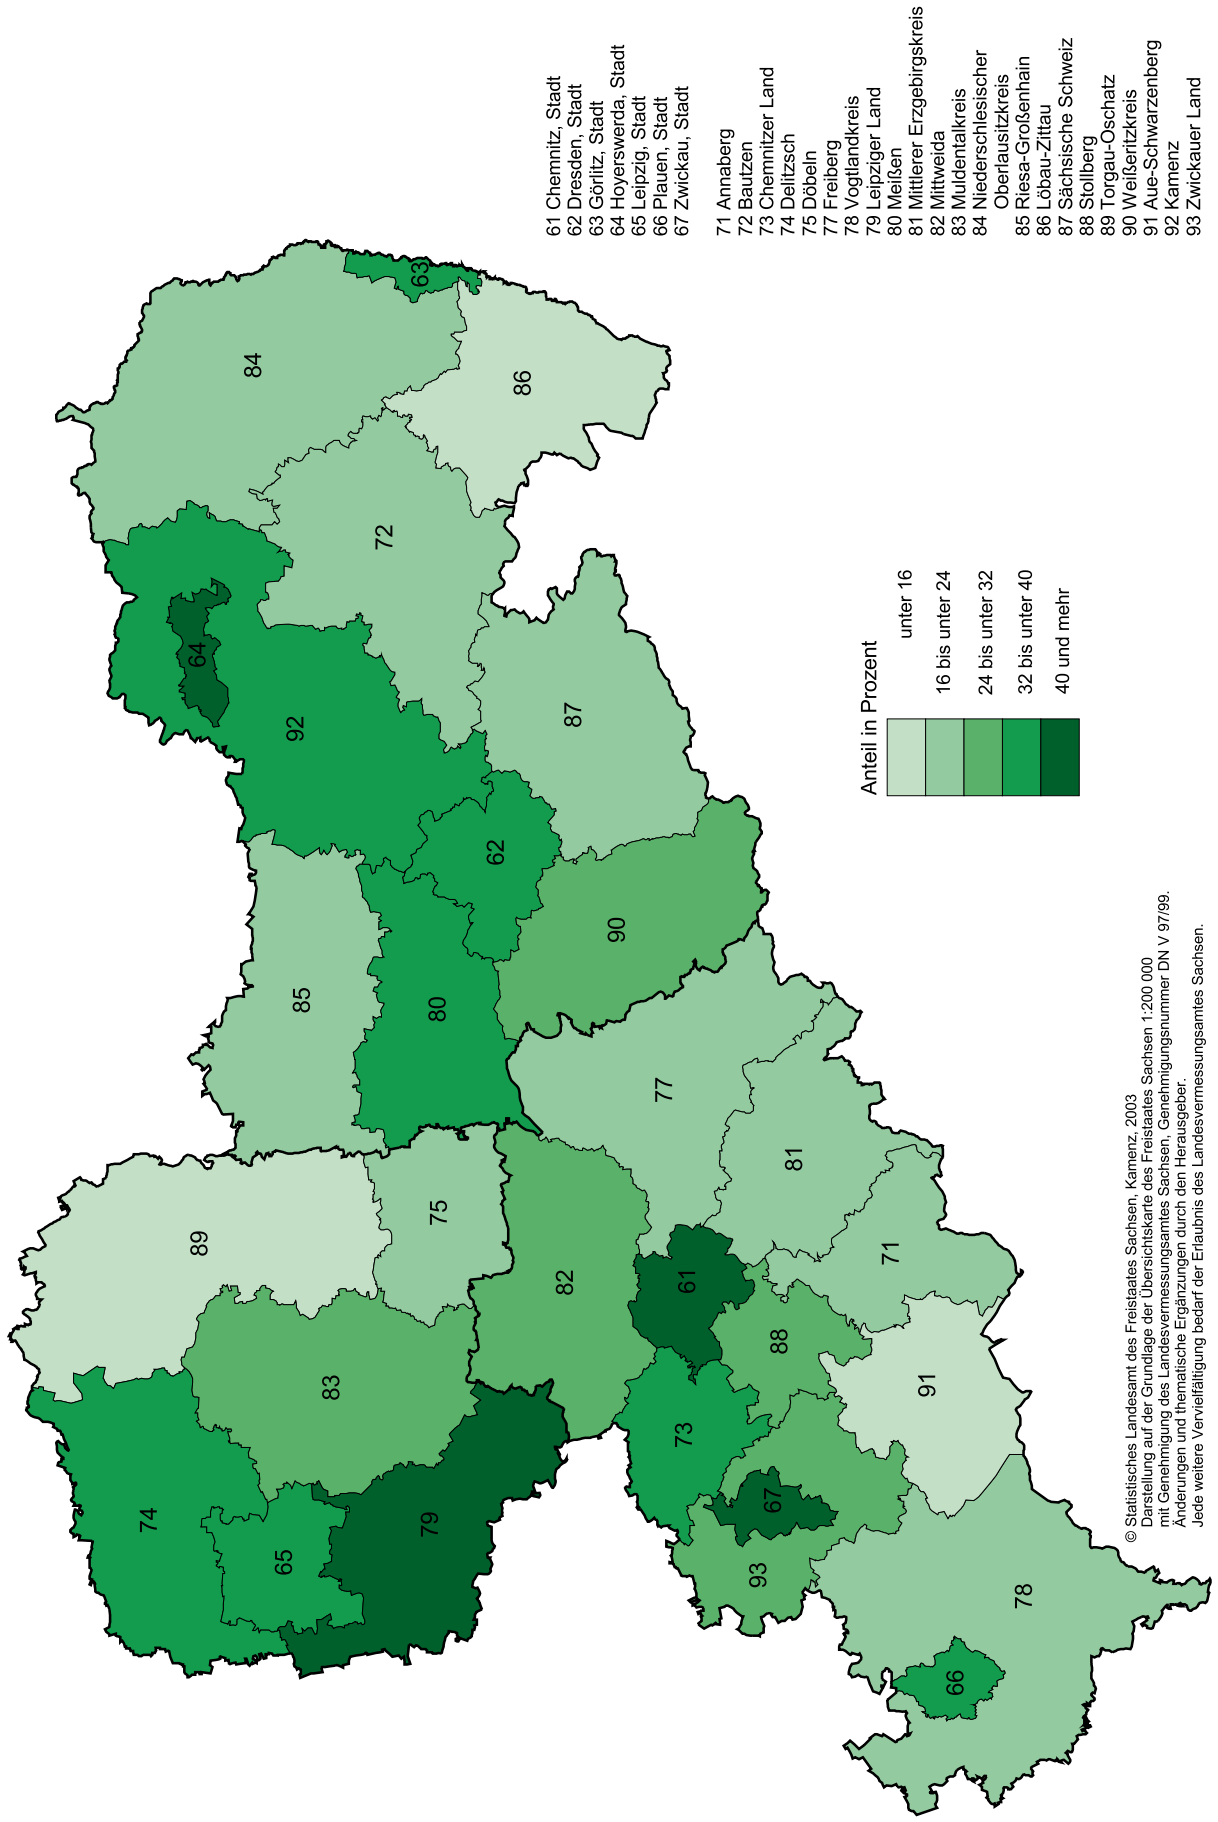 84
63
86
72
64
92
87
62
85
80
90
89
75
77
81
82
61
71
83
88
91
74
73
65
79
67
93
78
66
61 Chemnitz, Stadt
62 Dresden, Stadt
63 Görlitz, Stadt
64 Hoyerswerda, Stadt
65 Leipzig, Stadt
66 Plauen, Stadt
67 Zwickau, Stadt
71 Annaberg
72 Bautzen
73 Chemnitzer Land
74 Delitzsch
75 Döbeln
77 Freiberg
78 Vogtlandkreis
79 Leipziger Land
80 Meißen
81 Mittlerer Erzgebirgskreis
82 Mittweida
83 Muldentalkreis
84 Niederschlesischer
Oberlausitzkreis
85 Riesa-Großenhain
86 Löbau-Zittau
87 Sächsische Schweiz
88 Stollberg
89 Torgau-Oschatz
90 Weißeritzkreis
91 Aue-Schwarzenberg
92 Kamenz
93 Zwickauer Land
Anteil in Prozent
unter 16
16 bis unter 24
24 bis unter 32
32 bis unter 40
40 und mehr
© Statistisches Landesamt des Freistaates Sachsen, Kamenz, 2003
Darstellung auf der Grundlage der Übersichtskarte des Freistaates Sachsen 1:200 000
mit Genehmigung des Landesvermessungsamtes Sachsen, Genehmigungsnummer DN V 97/99.
Änderungen und thematische Ergänzungen durch den Herausgeber.
Jede weitere Vervielfältigung bedarf der Erlaubnis des Landesvermessungsamtes Sachsen.